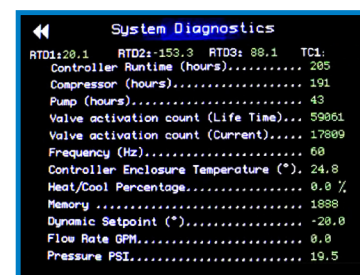 System Diagnostics
RTD1:20.1 RTD2:-153.3 RTD3: 88.1 TC1:
Controller Runtime (hours)........... 205
Compressor (hours)................... 191
Pump (hours)......................... 43
Valve activation count (Life Time)... 59061
Valve activation count (Current)..... 17809
Frequency (Hz)....................... 60
Controller Enclosure Temperature (°). 24.8
Heat/Cool Percentage................. 0.0 %
Memory .............................. 1888
Dynamic Setpoint (°)................. -20.0
Flow Rate GPM........................ 0.0
Pressure PSI......................... 19.5